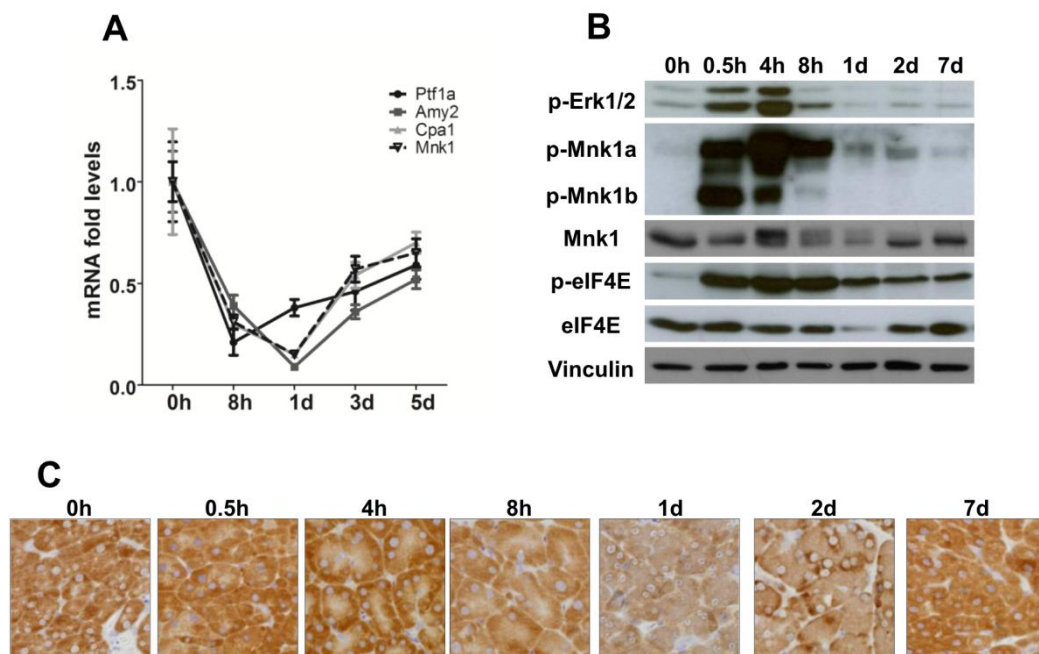 A
mRNA fold levels
1.5
1.0
0.5
0.0
0h 8h 1d 3d 5d
Ptf1a
Amy2
Cpa1
Mnk1
B
0h 0.5h 4h 8h 1d 2d 7d
p-Erk1/2
p-Mnk1a
p-Mnk1b
Mnk1
p-eIF4E
eIF4E
Vinculin
C
0h 0.5h 4h 8h 1d 2d 7d